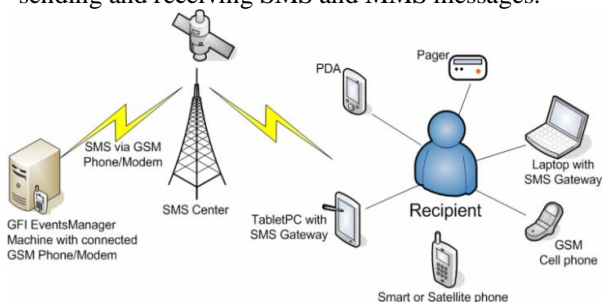 sending and receiving SMS and MMS messages.
PDA
Pager
SMS via GSM
Phone/Modem
Laptop with
SMS Gateway
SMS Center
GFI EventsManager
Machine with connected
GSM Phone/Modem
TabletPC with
SMS Gateway
Recipient
GSM
Cell phone
Smart or Satellite phone